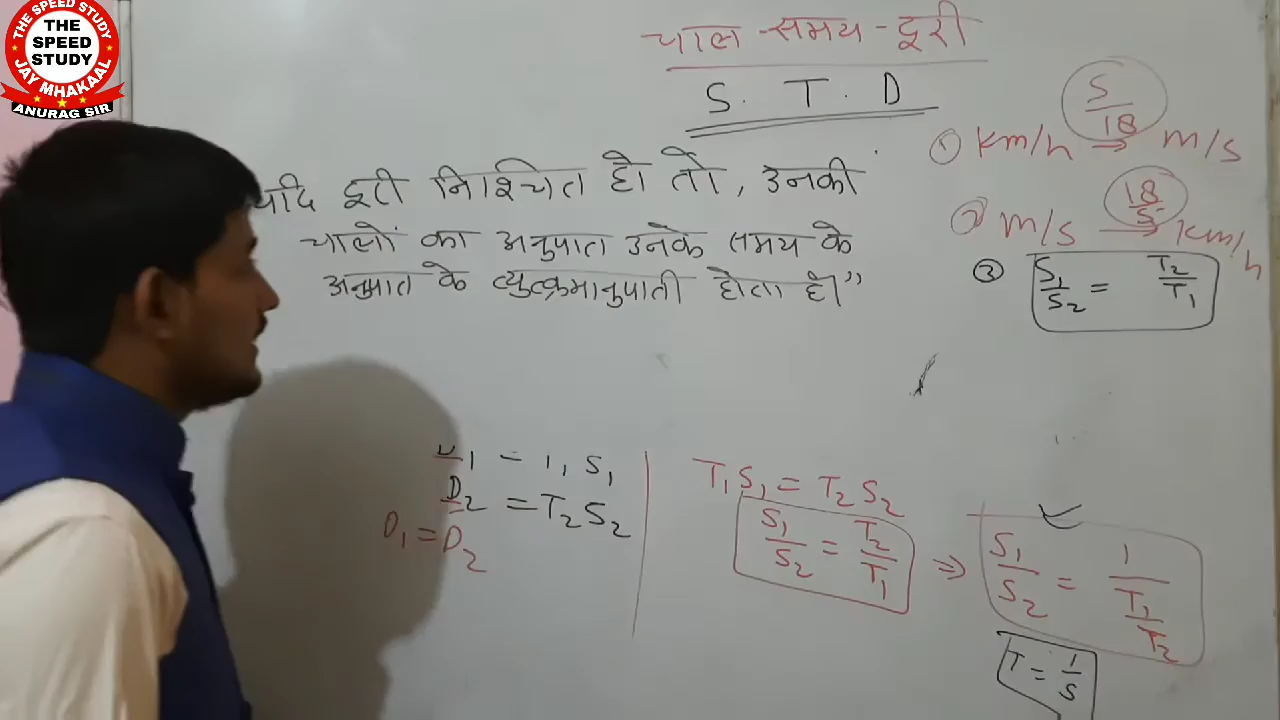 THE SPEED STUDY
THE
SPEED
STUDY
JAY MHAKAAL
ANURAG SIR
चाल - समय - दूरी
S. T. D
यदि दूरी निश्चित हो तो, उनकी
चालों का अनुपात उनके समय के
अनुपात के व्युत्क्रमानुपाती होता है।”
① km/h → m/s 5/18
② m/s → km/h 18/5
③ S₁/S₂ = T₂/T₁
D₂ = T₂S₂
D₁ = D₂
T₁S₁ = T₂S₂
S₁/S₂ = T₂/T₁ ⇒ S₁/S₂ = 1/(T₁/T₂)
T = 1/S